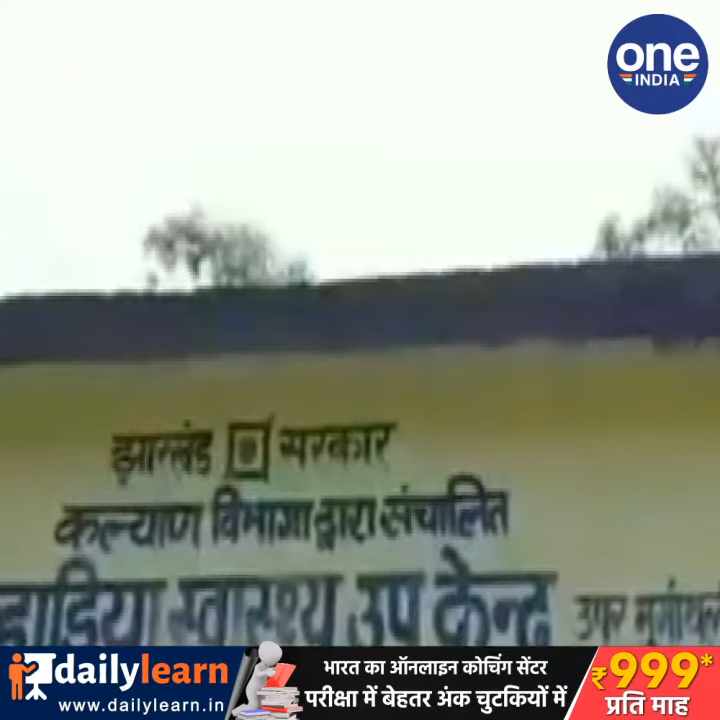 one
INDIA
झारखंड सरकार
कल्याण विभाग द्वारा संचालित
स्वास्थ्य उप केन्द्र उपर
dailylearn
www.dailylearn.in
भारत का ऑनलाइन कोचिंग सेंटर
परीक्षा में बेहतर अंक चुटकियों में
₹999*
प्रति माह